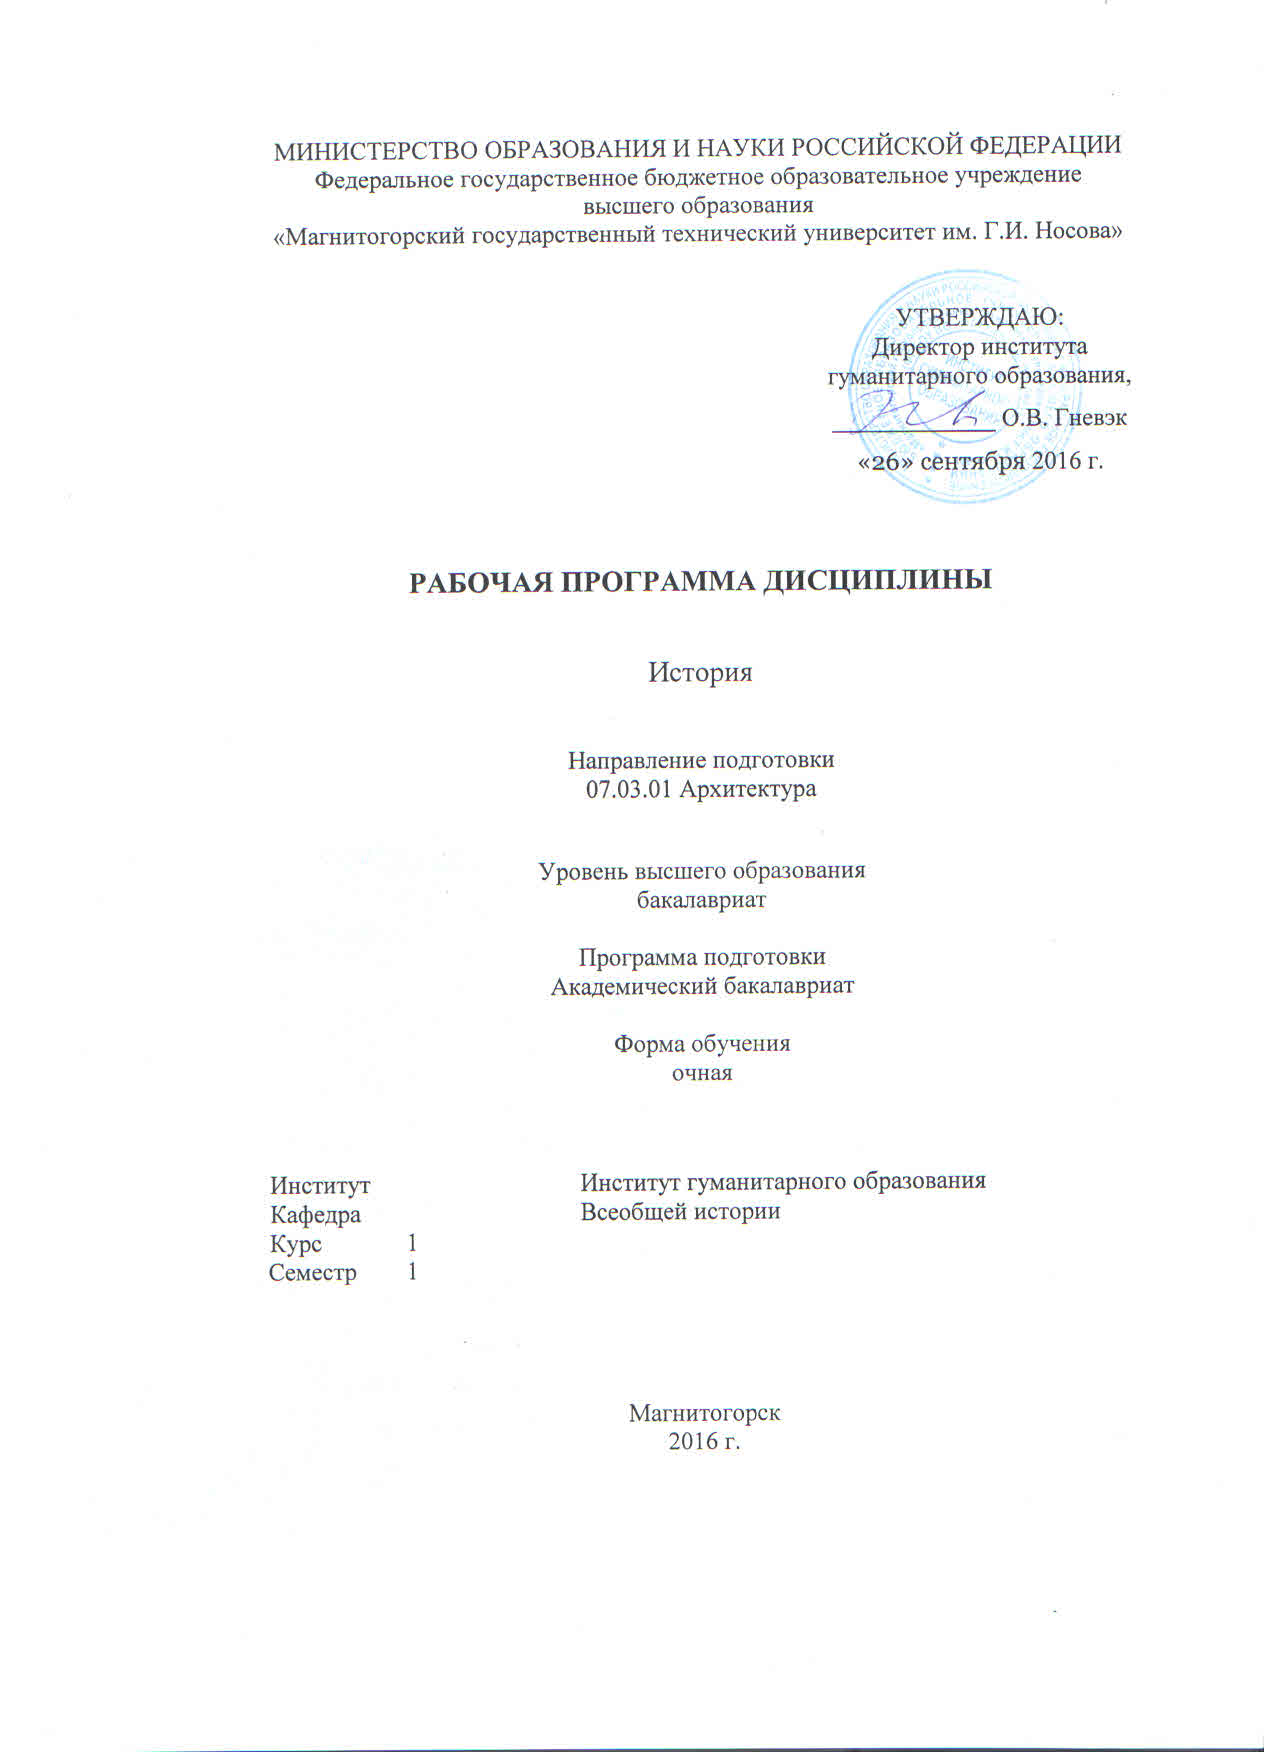 МИНИСТЕРСТВО ОБРАЗОВАНИЯ И НАУКИ РОССИЙСКОЙ ФЕДЕРАЦИИ
Федеральное государственное бюджетное образовательное учреждение
высшего образования
«Магнитогорский государственный технический университет им. Г.И. Носова»
УТВЕРЖДАЮ:
Директор института
гуманитарного образования,
О.В. Гневэк
«26» сентября 2016 г.
РАБОЧАЯ ПРОГРАММА ДИСЦИПЛИНЫ
История
Направление подготовки
07.03.01 Архитектура
Уровень высшего образования
бакалавриат
Программа подготовки
Академический бакалавриат
Форма обучения
очная
Институт Институт гуманитарного образования
Кафедра Всеобщей истории
Курс 1
Семестр 1
Магнитогорск
2016 г.